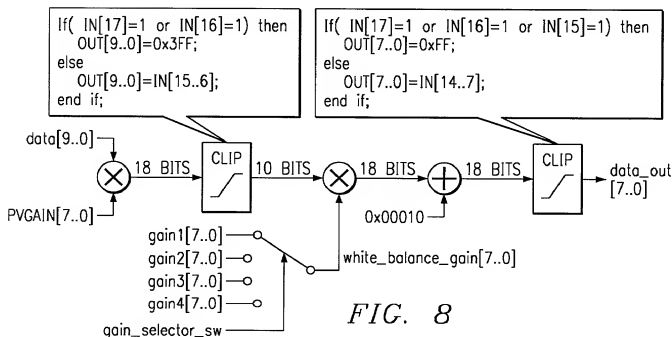 If( IN[17]=1 or IN[16]=1) then
OUT[9..0]=0x3FF;
else
OUT[9..0]=IN[15..6];
end if;
If( IN[17]=1 or IN[16]=1 or IN[15]=1) then
OUT[7..0]=0xFF;
else
OUT[7..0]=IN[14..7];
end if;
data[9..0]
PVGAIN[7..0]
18 BITS
CLIP
10 BITS
18 BITS
0x00010
18 BITS
CLIP
data_out
[7..0]
gain1[7..0]
gain2[7..0]
gain3[7..0]
gain4[7..0]
gain_selector_sw
white_balance_gain[7..0]
FIG. 8